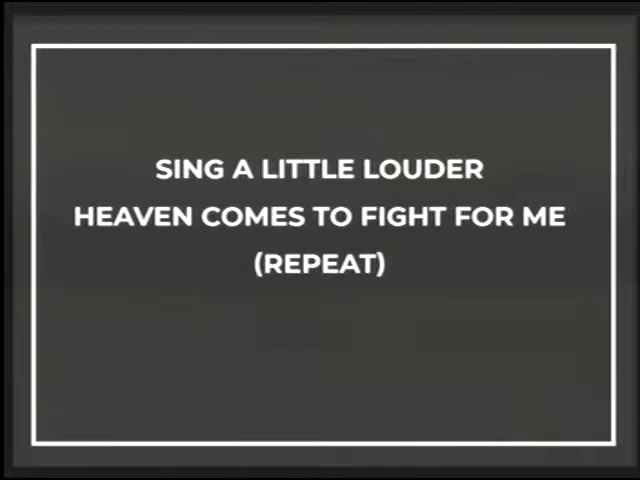 SING A LITTLE LOUDER
HEAVEN COMES TO FIGHT FOR ME
(REPEAT)